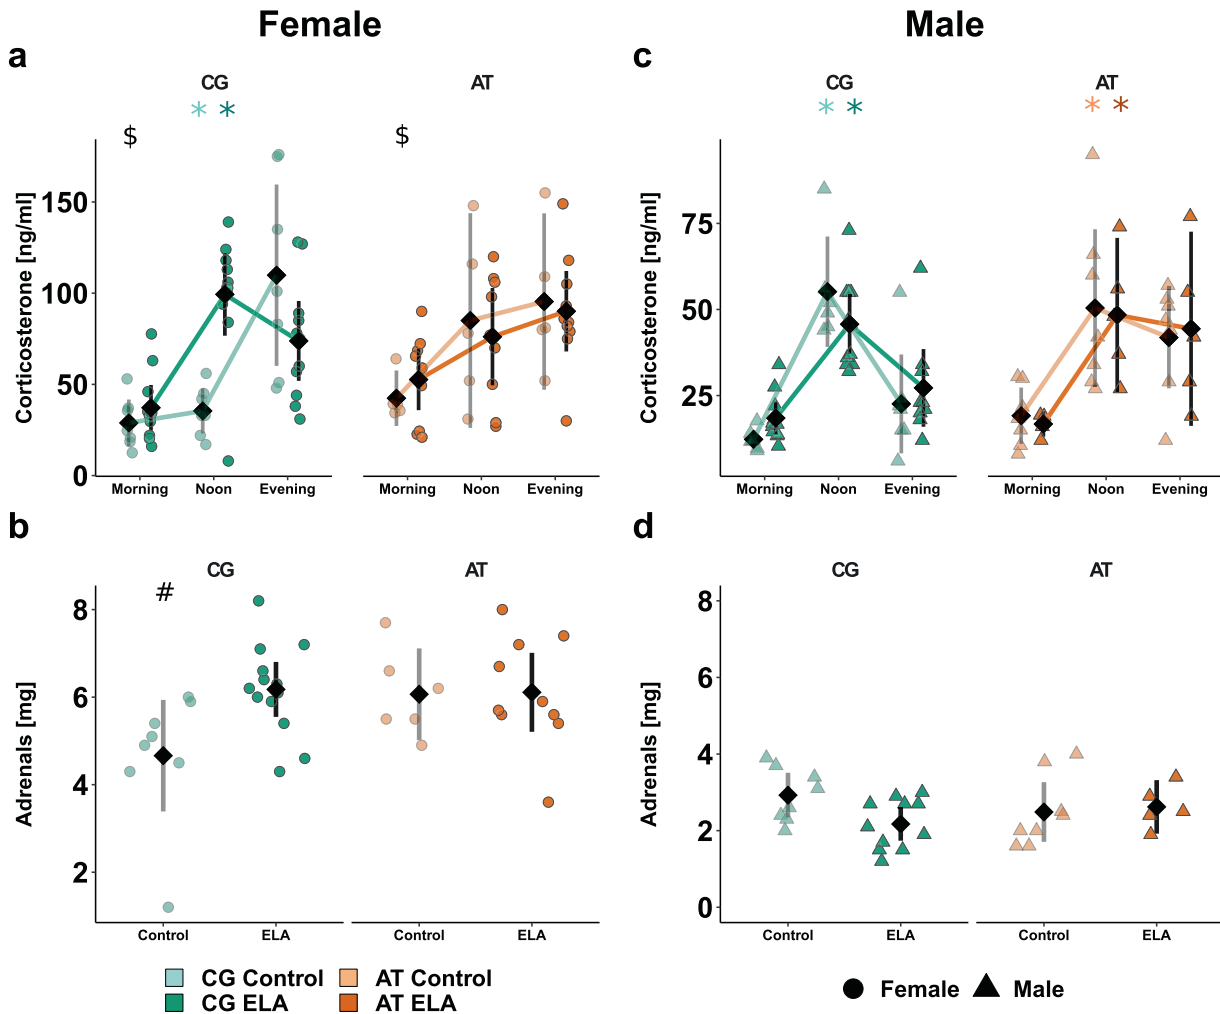 Female
Male
a
c
CG
AT
CG
AT
* *
* *
* *
$
$
Corticosterone [ng/ml]
150
100
50
0
Morning Noon Evening
Morning Noon Evening
Corticosterone [ng/ml]
75
50
25
Morning Noon Evening
Morning Noon Evening
b
d
CG
AT
CG
AT
#
Adrenals [mg]
8
6
4
2
Control ELA
Control ELA
Adrenals [mg]
8
6
4
2
0
Control ELA
Control ELA
CG Control
AT Control
CG ELA
AT ELA
Female
Male